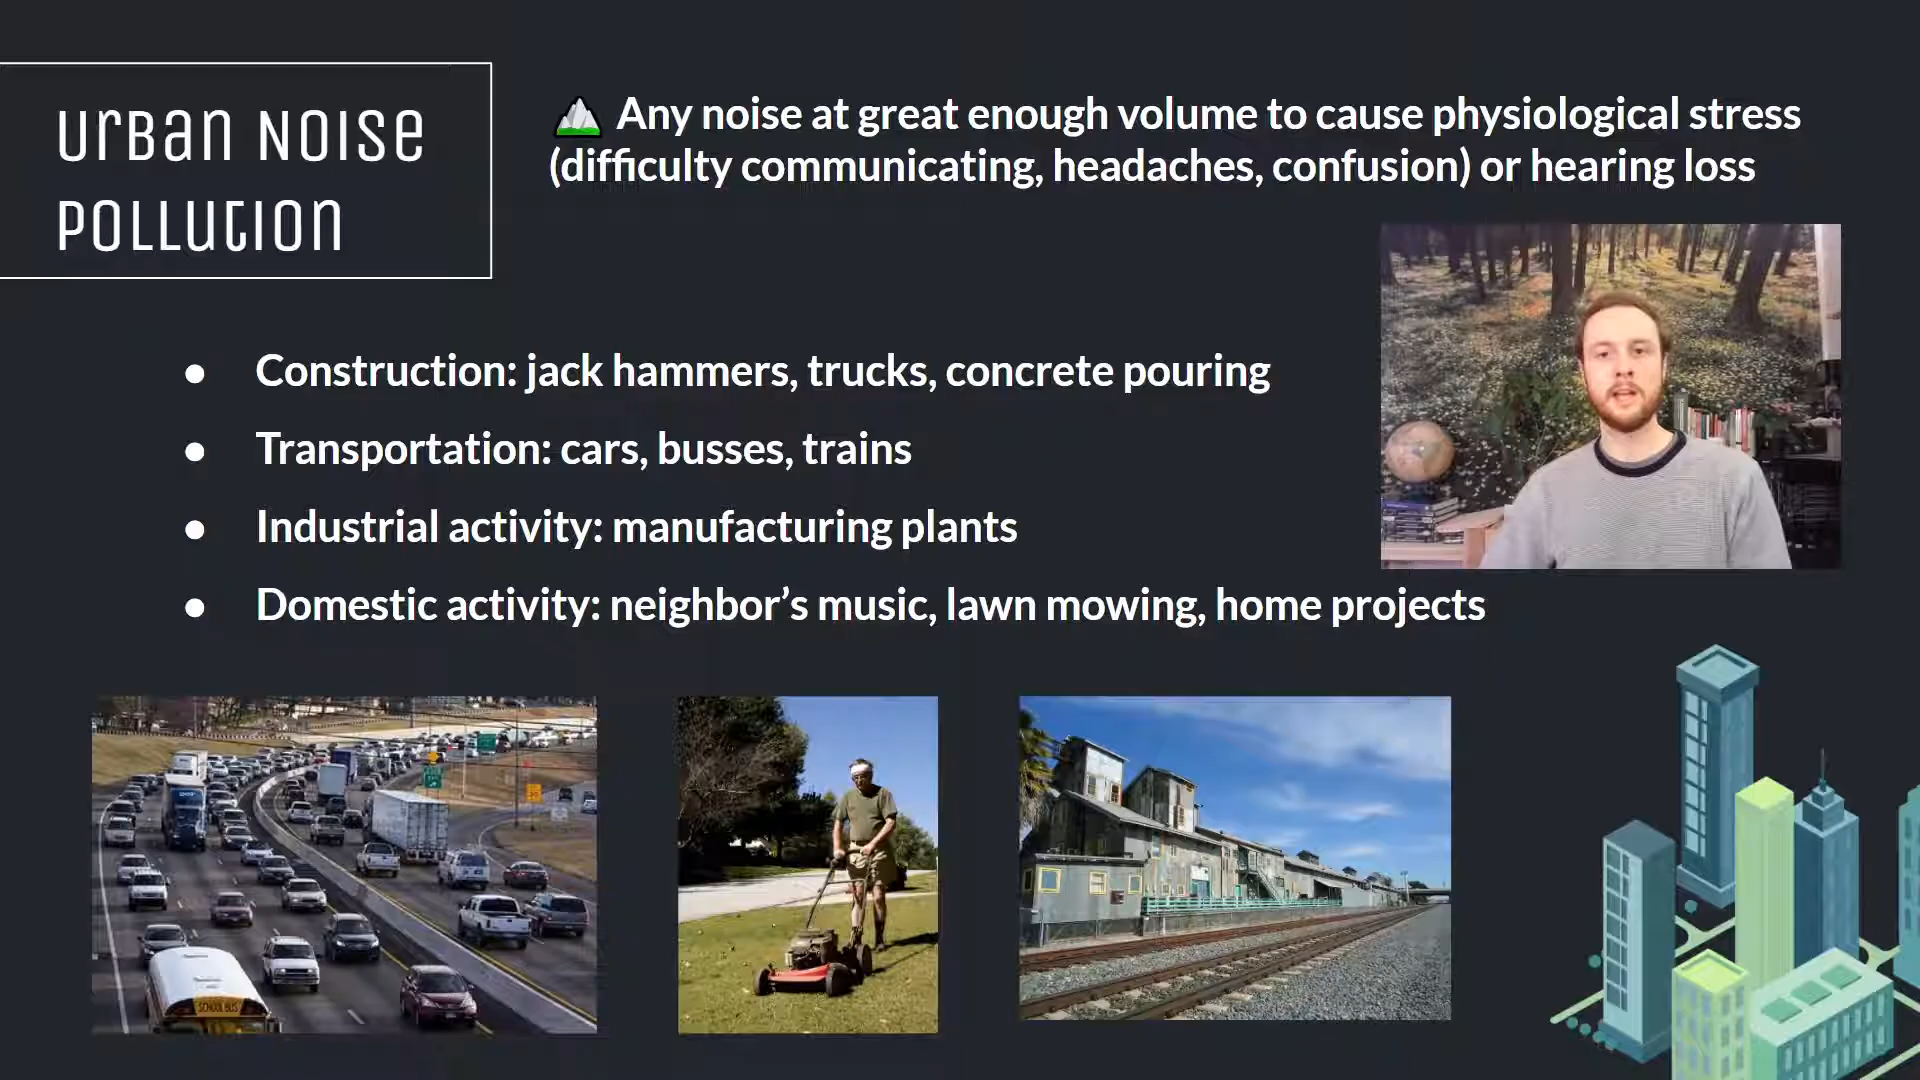 Urban Noise
Pollution
Any noise at great enough volume to cause physiological stress
(difficulty communicating, headaches, confusion) or hearing loss
● Construction: jack hammers, trucks, concrete pouring
● Transportation: cars, busses, trains
● Industrial activity: manufacturing plants
● Domestic activity: neighbor’s music, lawn mowing, home projects
SCHOOL BUS